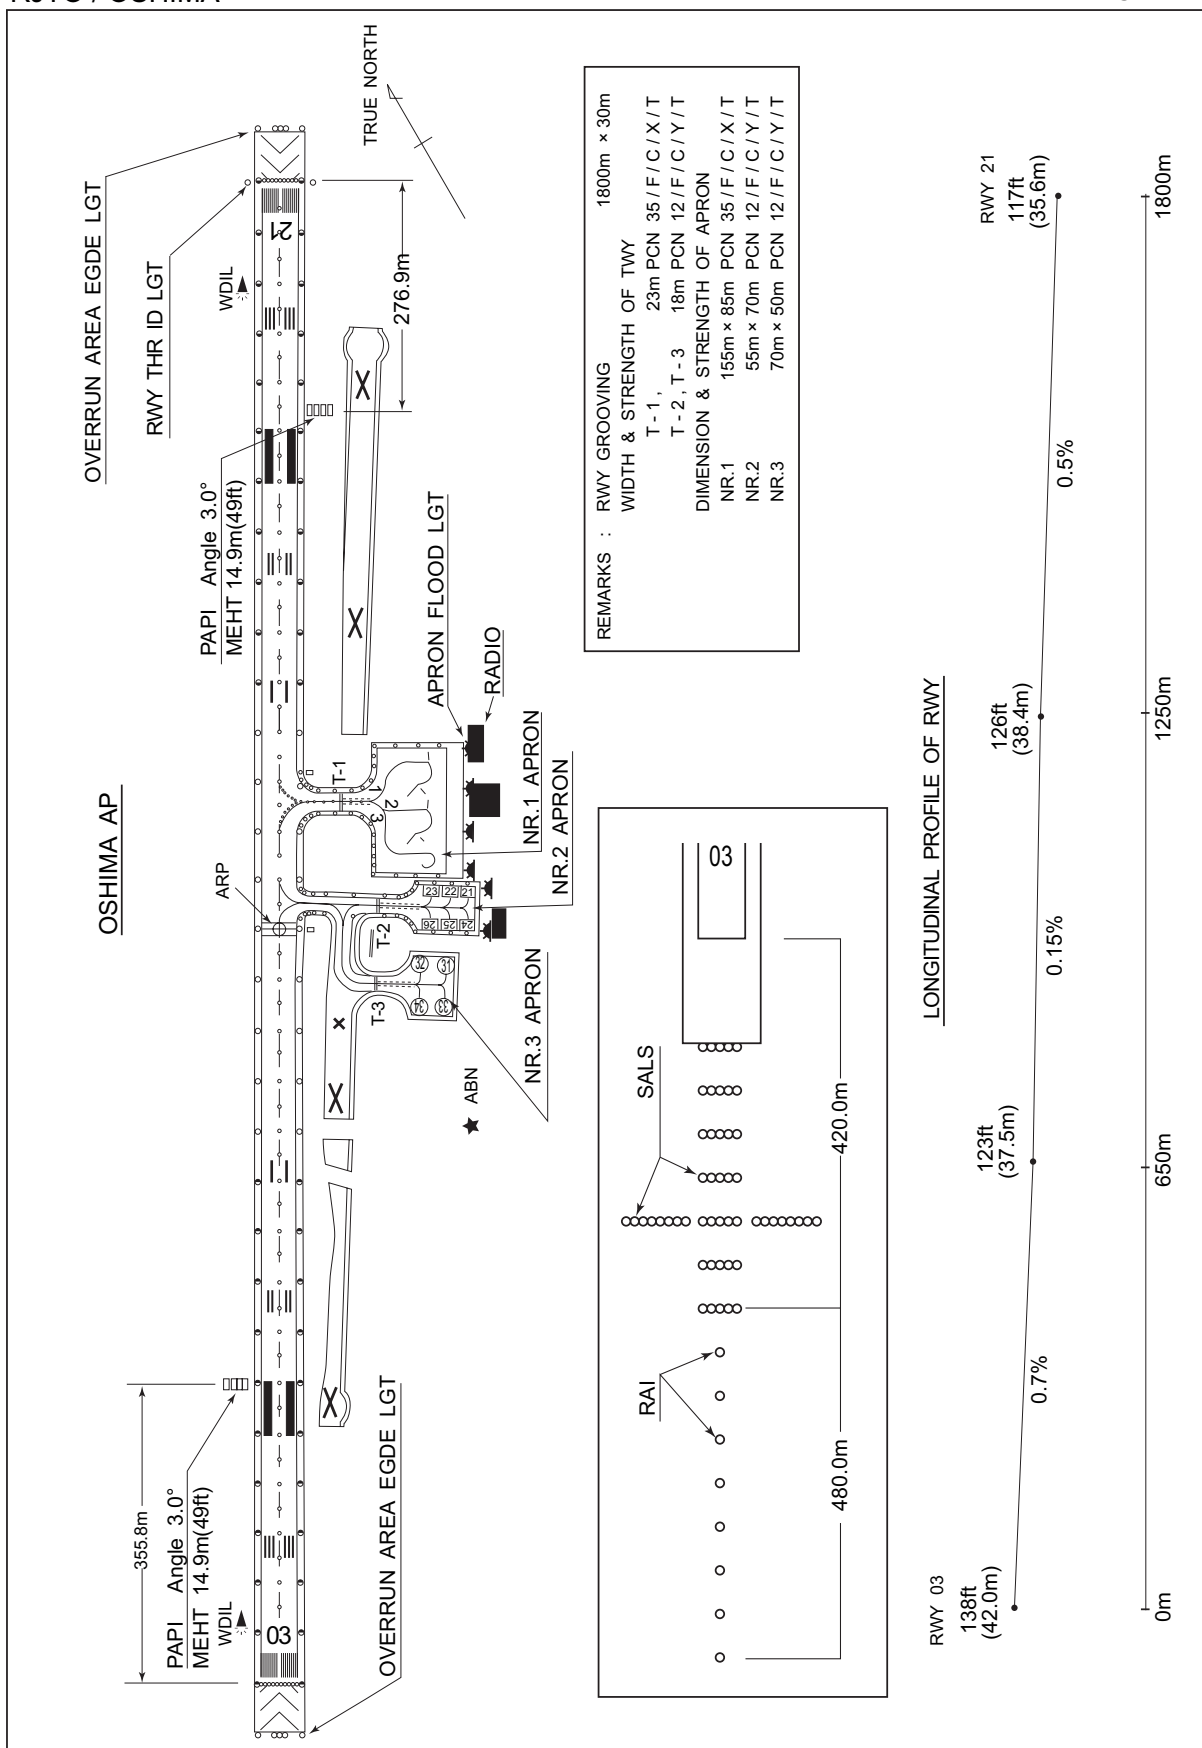 OSHIMA AP
OVERRUN AREA EGDE LGT
RWY THR ID LGT
WDIL
TRUE NORTH
276.9m
PAPI Angle 3.0°
MEHT 14.9m(49ft)
21
APRON FLOOD LGT
RADIO
NR.1 APRON
NR.2 APRON
T-1
1
2
3
ARP
23 22 21
26 25 24
T-2
32 31
34 33
T-3
NR.3 APRON
ABN
355.8m
PAPI Angle 3.0°
MEHT 14.9m(49ft)
WDIL
03
OVERRUN AREA EGDE LGT
REMARKS : RWY GROOVING 1800m × 30m
WIDTH & STRENGTH OF TWY
T - 1 , 23m PCN 35 / F / C / X / T
T - 2 , T - 3 18m PCN 12 / F / C / Y / T
DIMENSION & STRENGTH OF APRON
NR.1 155m × 85m PCN 35 / F / C / X / T
NR.2 55m × 70m PCN 12 / F / C / Y / T
NR.3 70m × 50m PCN 12 / F / C / Y / T
03
SALS
RAI
420.0m
480.0m
LONGITUDINAL PROFILE OF RWY
RWY 03
138ft
(42.0m)
0.7%
123ft
(37.5m)
0.15%
126ft
(38.4m)
0.5%
RWY 21
117ft
(35.6m)
0m
650m
1250m
1800m